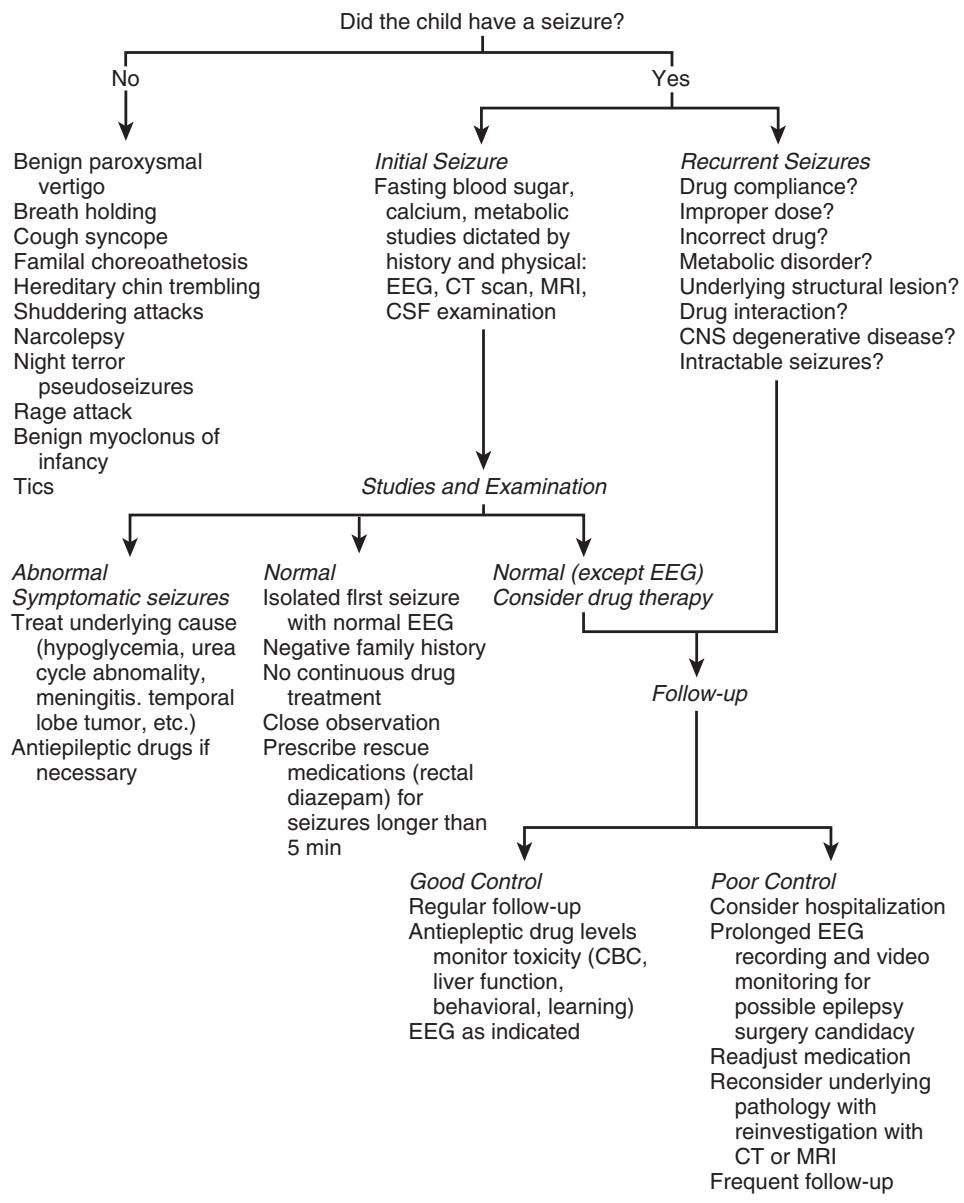 Did the child have a seizure?
No
Yes
Benign paroxysmal
vertigo
Breath holding
Cough syncope
Familal choreoathetosis
Hereditary chin trembling
Shuddering attacks
Narcolepsy
Night terror
pseudoseizures
Rage attack
Benign myoclonus of
infancy
Tics
Initial Seizure
Fasting blood sugar,
calcium, metabolic
studies dictated by
history and physical:
EEG, CT scan, MRI,
CSF examination
Recurrent Seizures
Drug compliance?
Improper dose?
Incorrect drug?
Metabolic disorder?
Underlying structural lesion?
Drug interaction?
CNS degenerative disease?
Intractable seizures?
Studies and Examination
Abnormal
Symptomatic seizures
Treat underlying cause
(hypoglycemia, urea
cycle abnomality,
meningitis. temporal
lobe tumor, etc.)
Antiepileptic drugs if
necessary
Normal
Isolated flrst seizure
with normal EEG
Negative family history
No continuous drug
treatment
Close observation
Prescribe rescue
medications (rectal
diazepam) for
seizures longer than
5 min
Normal (except EEG)
Consider drug therapy
Follow-up
Good Control
Regular follow-up
Antiepleptic drug levels
monitor toxicity (CBC,
liver function,
behavioral, learning)
EEG as indicated
Poor Control
Consider hospitalization
Prolonged EEG
recording and video
monitoring for
possible epilepsy
surgery candidacy
Readjust medication
Reconsider underlying
pathology with
reinvestigation with
CT or MRI
Frequent follow-up